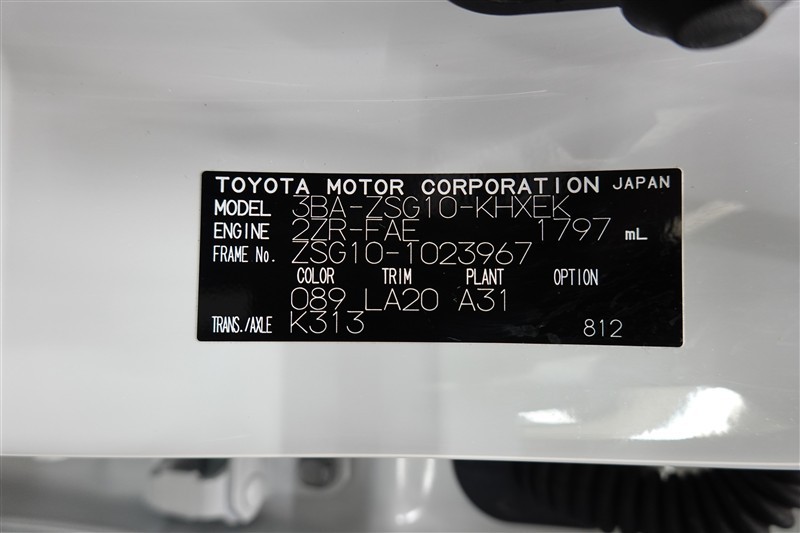 TOYOTA MOTOR CORPORATION JAPAN
MODEL 3BA-ZSG10-KHXEK
ENGINE 2ZR-FAE 1797 mL
FRAME No. ZSG10-1023967
COLOR TRIM PLANT OPTION
089 LA20 A31
TRANS./AXLE K313 812